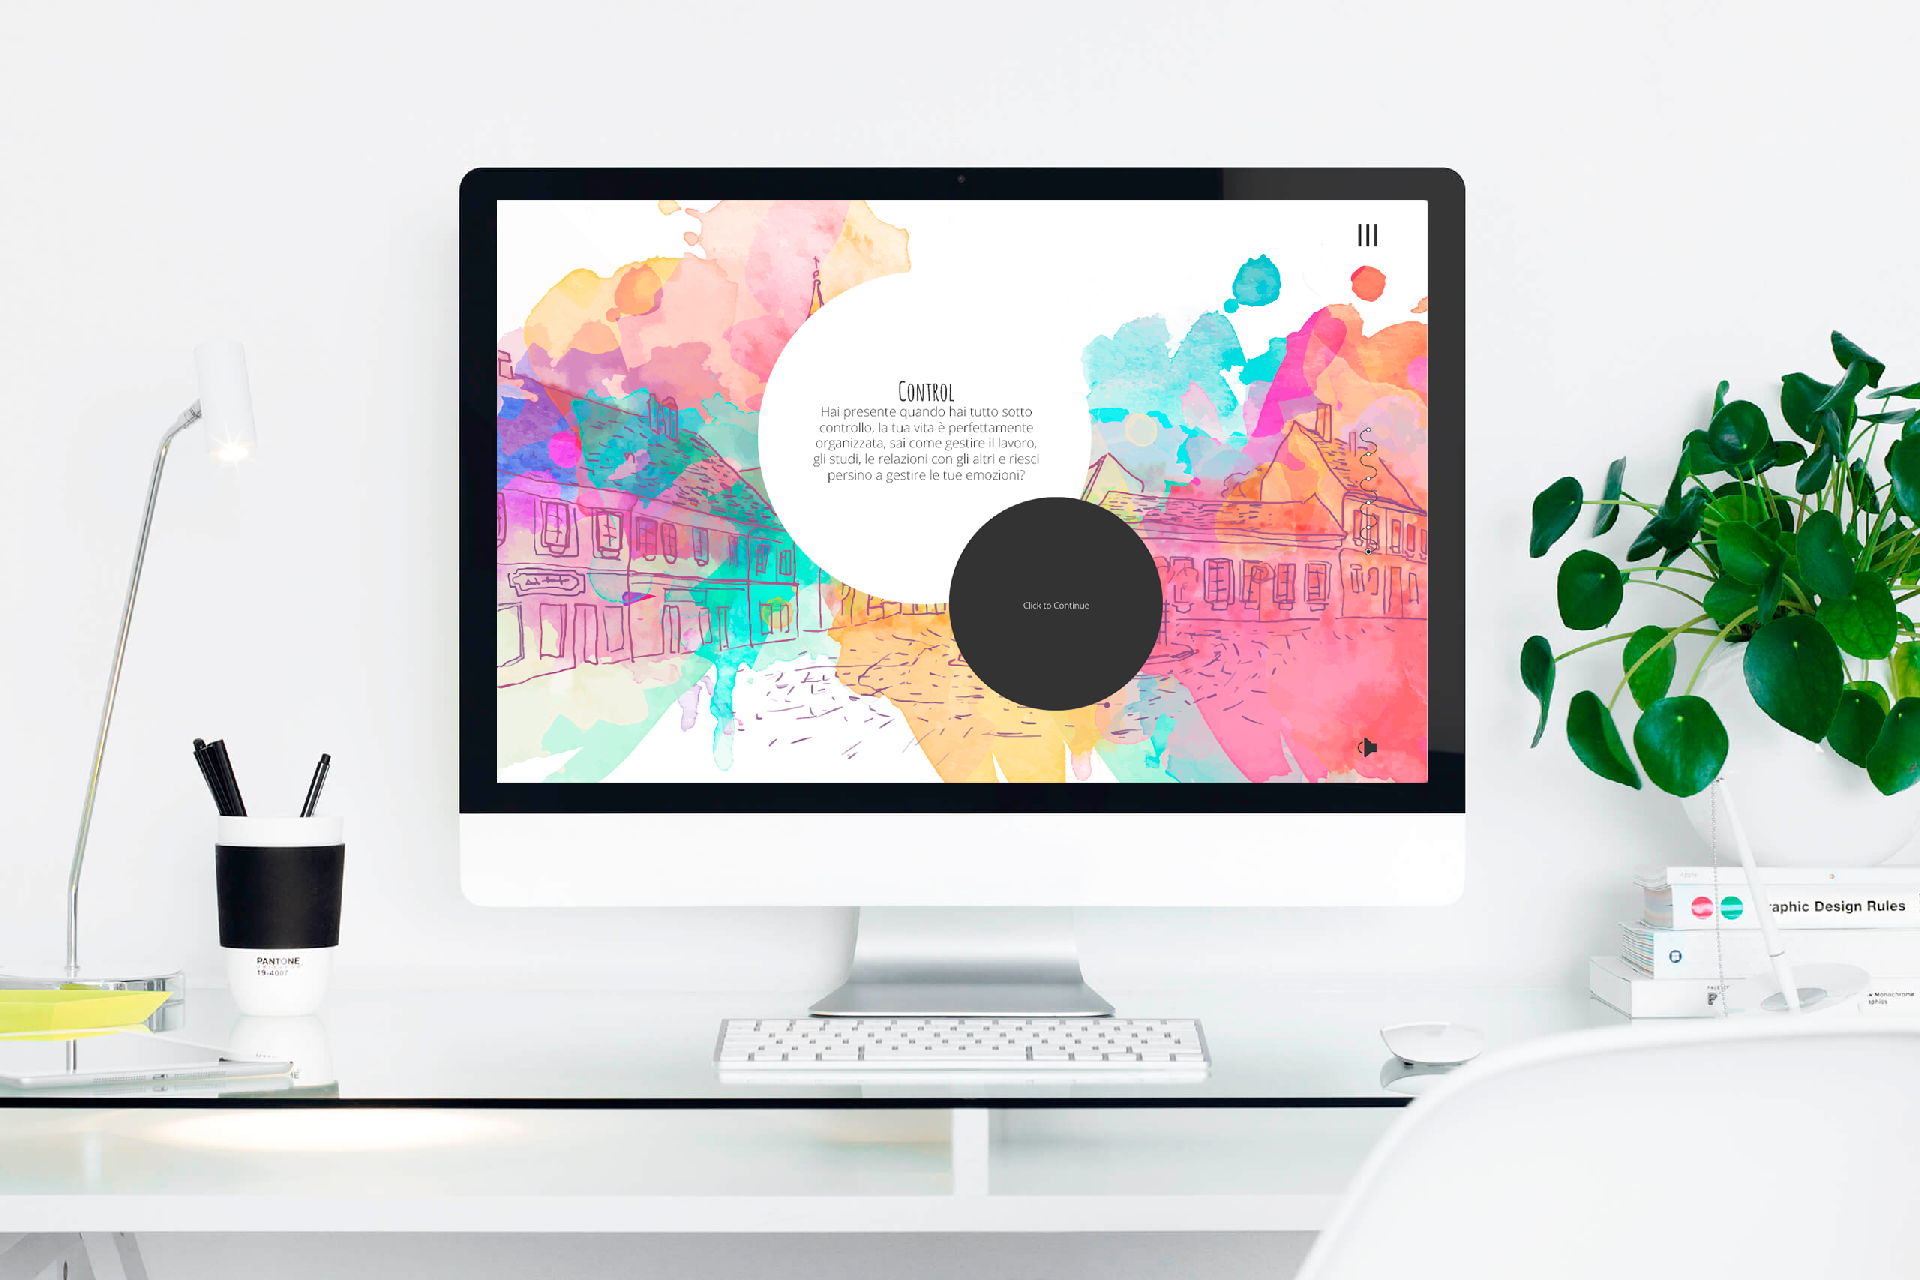 Control
Hai presente quando hai tutto sotto
controllo, la tua vita è perfettamente
organizzata, sai come gestire il lavoro,
gli studi, le relazioni con gli altri e riesci
persino a gestire le tue emozioni?
Click to Continue
PANTONE
19-4007
raphic Design Rules
Monochrome